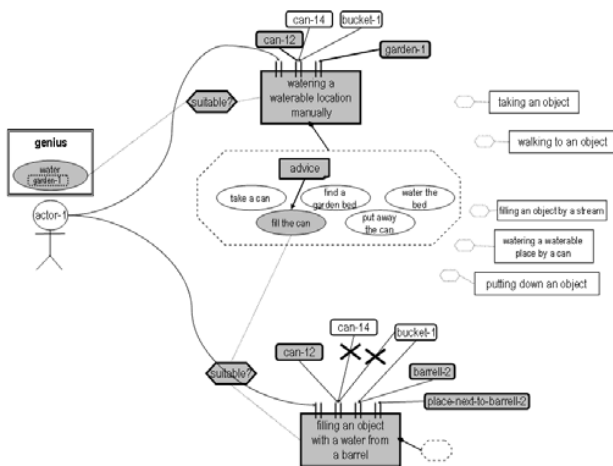 can-14
bucket-1
can-12
garden-1
watering a
waterable location
manually
suitable?
taking an object
genius
water
garden-1
walking to an object
advice
take a can
find a
garden bed
water the
bed
fill the can
put away
the can
actor-1
filling an object by a stream
watering a waterable
place by a can
putting down an object
can-14
bucket-1
can-12
barrell-2
suitable?
place-next-to-barrell-2
filling an object
with a water from
a barrel